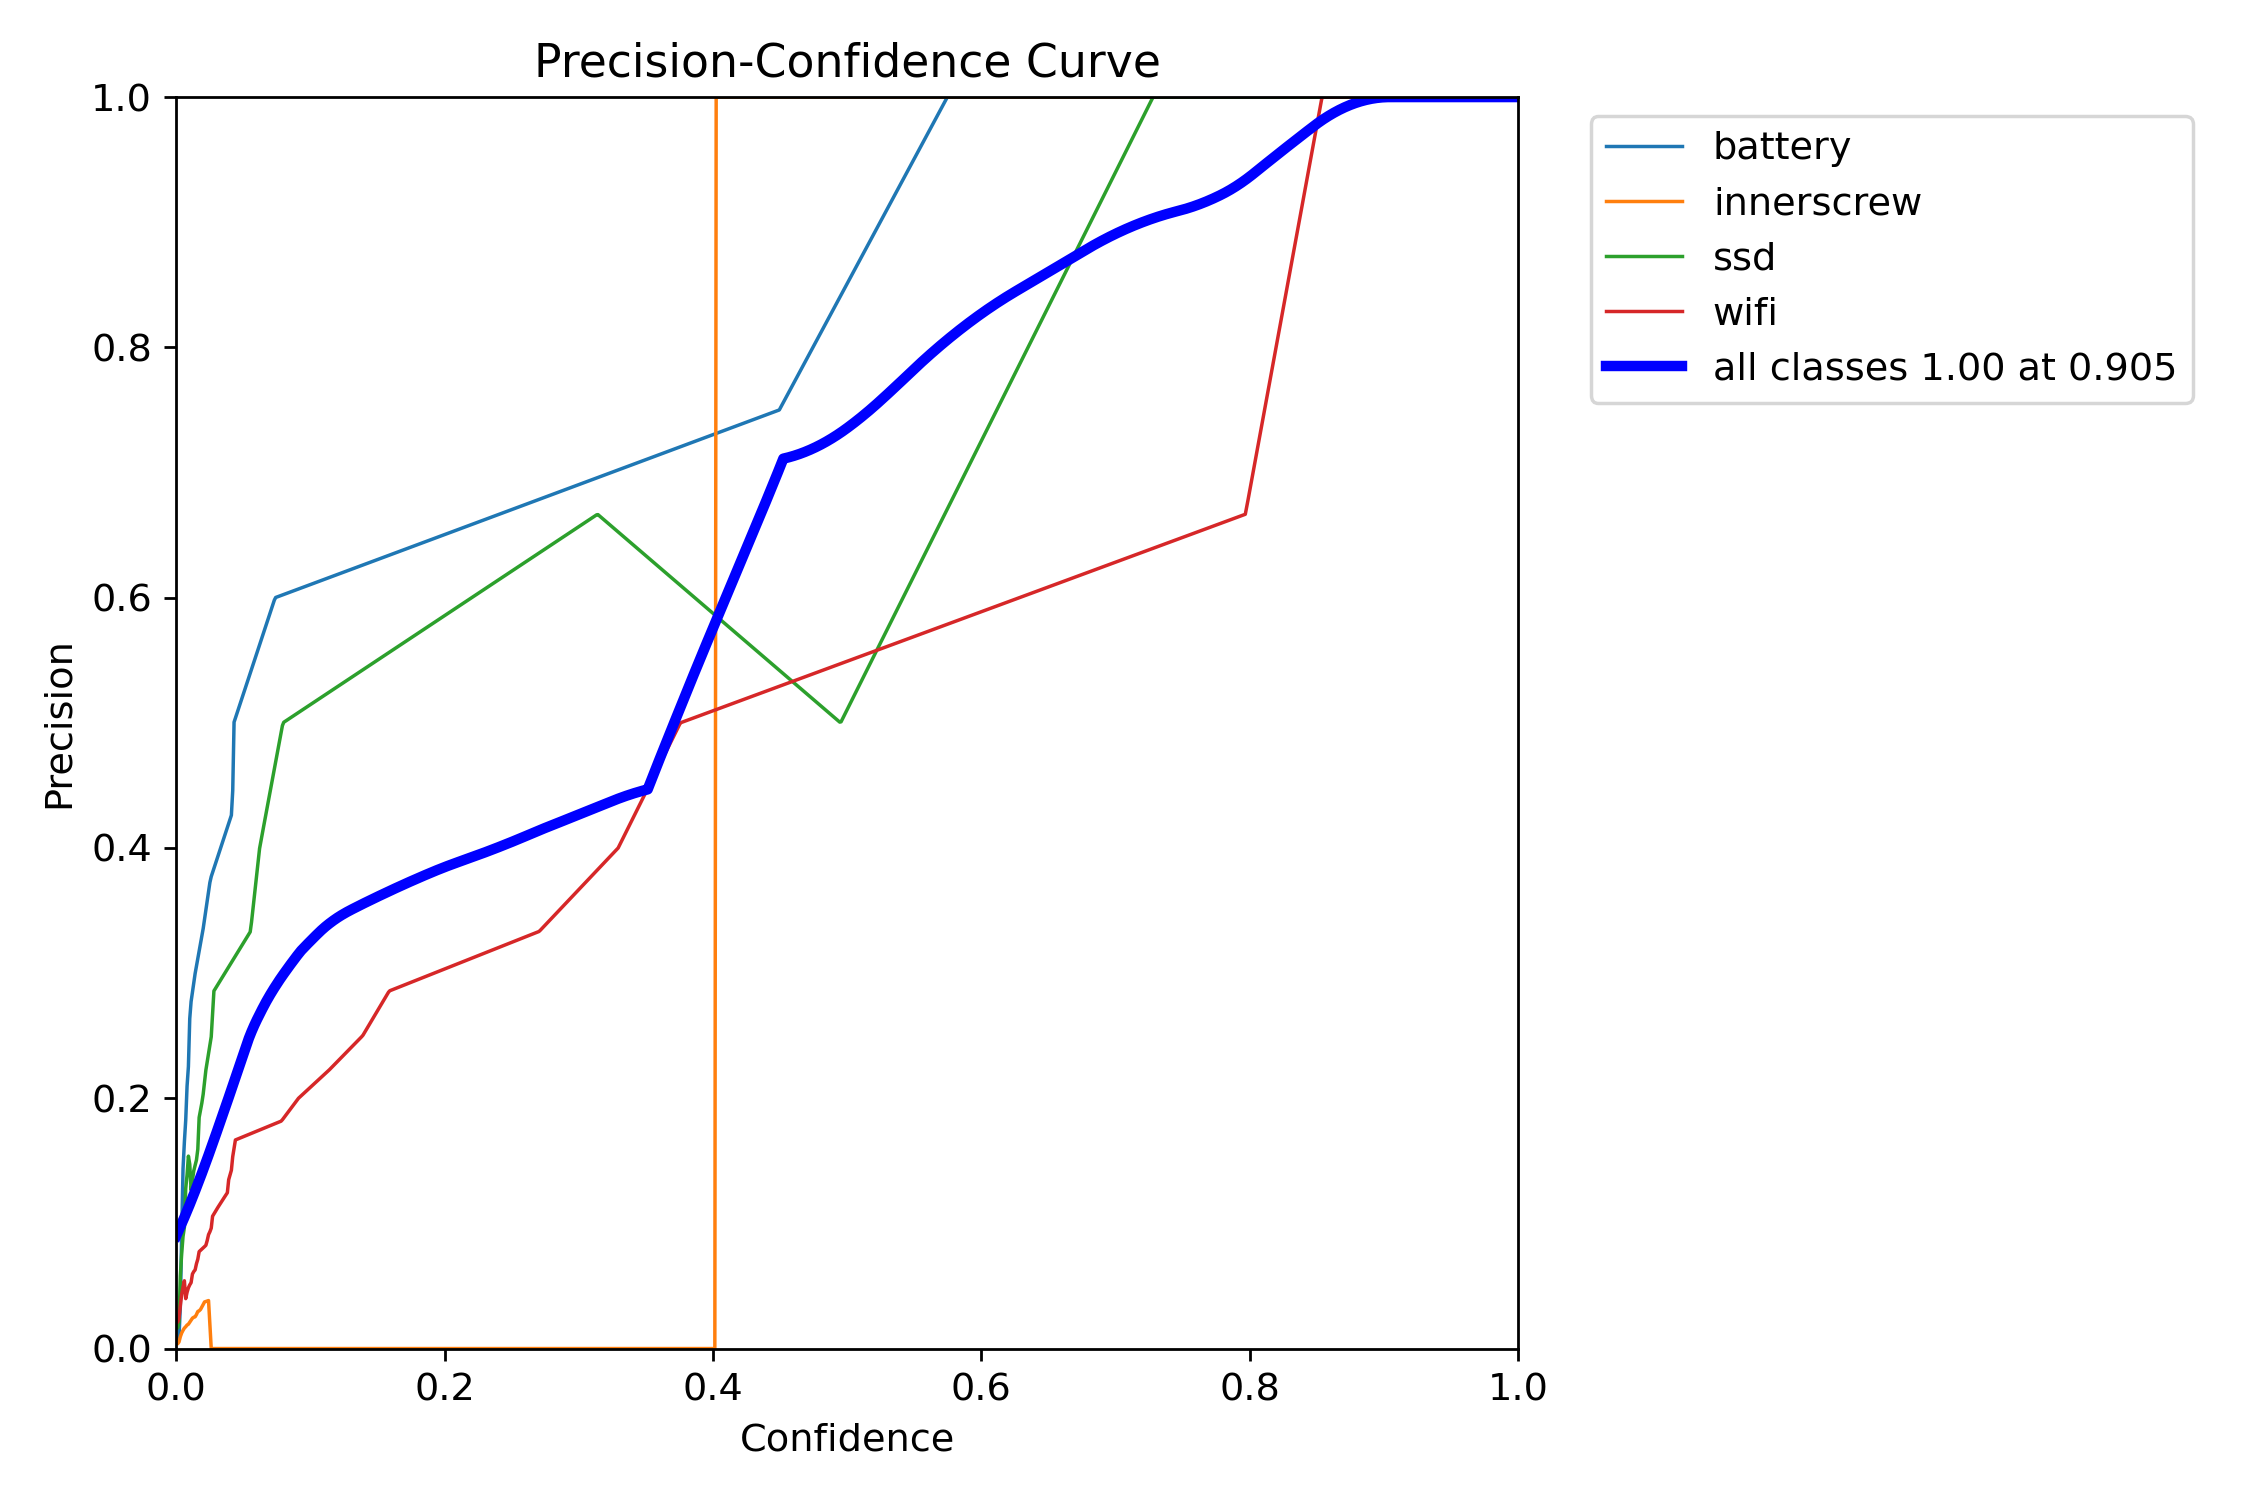 Precision-Confidence Curve
1.0
0.8
0.6
0.4
0.2
0.0
Precision
0.0 0.2 0.4 0.6 0.8 1.0
Confidence
battery
innerscrew
ssd
wifi
all classes 1.00 at 0.905